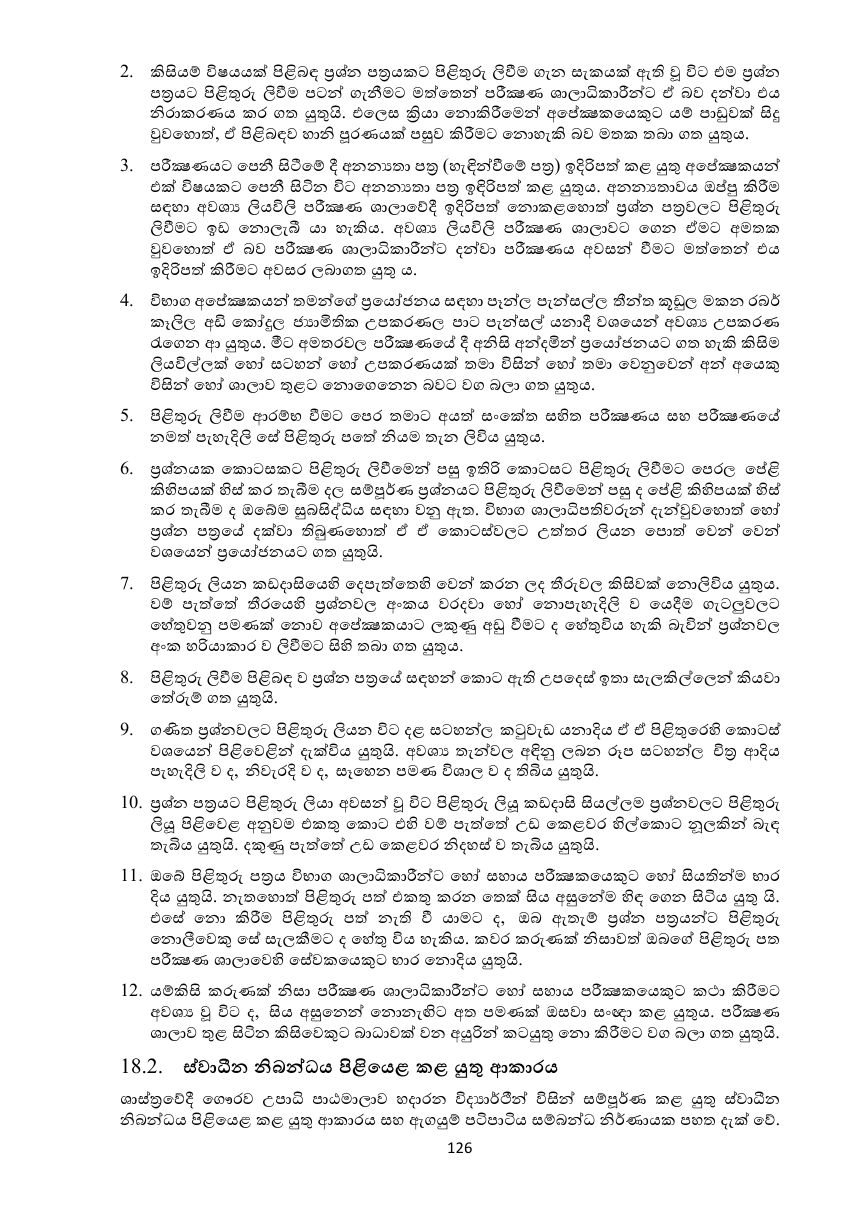 2. කිසියම් විෂයයක් පිළිබඳ ප්‍රශ්න පත්‍රයකට පිළිතුරු ලිවීම ගැන සැකයක් ඇති වූ විට එම ප්‍රශ්න
පත්‍රයට පිළිතුරු ලිවීම පටන් ගැනීමට මත්තෙන් පරීක්‍ෂණ ශාලාධිකාරීන්ට ඒ බව දන්වා එය
නිරාකරණය කර ගත යුතුයි. එලෙස ක්‍රියා නොකිරීමෙන් අපේක්‍ෂකයෙකුට යම් පාඩුවක් සිදු
වුවහොත්, ඒ පිළිබඳව හානි පූරණයක් පසුව කිරීමට නොහැකි බව මතක තබා ගත යුතුය.
3. පරීක්‍ෂණයට පෙනී සිටීමේ දී අනන්‍යතා පත්‍ර (හැඳින්වීමේ පත්‍ර) ඉදිරිපත් කළ යුතු අපේක්‍ෂකයන්
එක් විෂයකට පෙනී සිටින විට අනන්‍යතා පත්‍ර ඉඳිරිපත් කළ යුතුය. අනන්‍යතාවය ඔප්පු කිරීම
සඳහා අවශ්‍ය ලියවිලි පරීක්‍ෂණ ශාලාවේදී ඉදිරිපත් නොකළහොත් ප්‍රශ්න පත්‍රවලට පිළිතුරු
ලිවීමට ඉඩ නොලැබී යා හැකිය. අවශ්‍ය ලියවිලි පරීක්‍ෂණ ශාලාවට ගෙන ඒමට අමතක
වුවහොත් ඒ බව පරීක්‍ෂණ ශාලාධිකාරීන්ට දන්වා පරීක්‍ෂණය අවසන් වීමට මත්තෙන් එය
ඉදිරිපත් කිරීමට අවසර ලබාගත යුතු ය.
4. විභාග අපේක්‍ෂකයන් තමන්ගේ ප්‍රයෝජනය සඳහා පෑන්ල පැන්සල්ල තීන්ත කූඩුල මකන රබර්
කෑලිල අඩි කෝදුල ජ්‍යාමිතික උපකරණල පාට පැන්සල් යනාදී වශයෙන් අවශ්‍ය උපකරණ
රැගෙන ආ යුතුය. මීට අමතරවල පරීක්‍ෂණයේ දී අනිසි අන්දමින් ප්‍රයෝජනයට ගත හැකි කිසිම
ලියවිල්ලක් හෝ සටහන් හෝ උපකරණයක් තමා විසින් හෝ තමා වෙනුවෙන් අන් අයෙකු
විසින් හෝ ශාලාව තුළට නොගෙනෙන බවට වග බලා ගත යුතුය.
5. පිළිතුරු ලිවීම ආරම්භ වීමට පෙර තමාට අයත් සංකේත සහිත පරීක්‍ෂණය සහ පරීක්‍ෂණයේ
නමත් පැහැදිලි සේ පිළිතුරු පතේ නියම තැන ලිවිය යුතුය.
6. ප්‍රශ්නයක කොටසකට පිළිතුරු ලිවීමෙන් පසු ඉතිරි කොටසට පිළිතුරු ලිවීමට පෙරල පේළි
කිහිපයක් හිස් කර තැබීම දල සම්පූර්ණ ප්‍රශ්නයට පිළිතුරු ලිවීමෙන් පසු ද පේළි කිහිපයක් හිස්
කර තැබීම ද ඔබේම සුබසිද්ධිය සඳහා වනු ඇත. විභාග ශාලාධිපතිවරුන් දැන්වුවහොත් හෝ
ප්‍රශ්න පත්‍රයේ දක්වා තිබුණහොත් ඒ ඒ කොටස්වලට උත්තර ලියන පොත් වෙන් වෙන්
වශයෙන් ප්‍රයෝජනයට ගත යුතුයි.
7. පිළිතුරු ලියන කඩදාසියෙහි දෙපැත්තෙහි වෙන් කරන ලද තීරුවල කිසිවක් නොලිවිය යුතුය.
වම් පැත්තේ තීරයෙහි ප්‍රශ්නවල අංකය වරදවා හෝ නොපැහැදිලි ව යෙදීම ගැටලුවලට
හේතුවනු පමණක් නොව අපේක්‍ෂකයාට ලකුණු අඩු වීමට ද හේතුවිය හැකි බැවින් ප්‍රශ්නවල
අංක හරියාකාර ව ලිවීමට සිහි තබා ගත යුතුය.
8. පිළිතුරු ලිවීම පිළිබඳ ව ප්‍රශ්න පත්‍රයේ සඳහන් කොට ඇති උපදෙස් ඉතා සැලකිල්ලෙන් කියවා
තේරුම් ගත යුතුයි.
9. ගණිත ප්‍රශ්නවලට පිළිතුරු ලියන විට දළ සටහන්ල කටුවැඩ යනාදිය ඒ ඒ පිළිතුරෙහි කොටස්
වශයෙන් පිළිවෙළින් දැක්විය යුතුයි. අවශ්‍ය තැන්වල අඳිනු ලබන රූප සටහන්ල චිත්‍ර ආදිය
පැහැදිලි ව ද, නිවැරදි ව ද, සෑහෙන පමණ විශාල ව ද තිබිය යුතුයි.
10. ප්‍රශ්න පත්‍රයට පිළිතුරු ලියා අවසන් වූ විට පිළිතුරු ලියූ කඩදාසි සියල්ලම ප්‍රශ්නවලට පිළිතුරු
ලියූ පිළිවෙළ අනුවම එකතු කොට එහි වම් පැත්තේ උඩ කෙළවර හිල්කොට නූලකින් බැඳ
තැබිය යුතුයි. දකුණු පැත්තේ උඩ කෙළවර නිදහස් ව තැබිය යුතුයි.
11. ඔබේ පිළිතුරු පත්‍රය විභාග ශාලාධිකාරීන්ට හෝ සහාය පරීක්‍ෂකයෙකුට හෝ සියතින්ම භාර
දිය යුතුයි. නැතහොත් පිළිතුරු පත් එකතු කරන තෙක් සිය අසුනේම හිඳ ගෙන සිටිය යුතු යි.
එසේ නො කිරීම පිළිතුරු පත් නැති වී යාමට ද, ඔබ ඇතැම් ප්‍රශ්න පත්‍රයන්ට පිළිතුරු
නොලීවෙකු සේ සැලකීමට ද හේතු විය හැකිය. කවර කරුණක් නිසාවත් ඔබගේ පිළිතුරු පත
පරීක්‍ෂණ ශාලාවෙහි සේවකයෙකුට භාර නොදිය යුතුයි.
12. යම්කිසි කරුණක් නිසා පරීක්‍ෂණ ශාලාධිකාරීන්ට හෝ සහාය පරීක්‍ෂකයෙකුට කථා කිරීමට
අවශ්‍ය වූ විට ද, සිය අසුනෙන් නොනැඟිට අත පමණක් ඔසවා සංඥා කළ යුතුය. පරීක්‍ෂණ
ශාලාව තුළ සිටින කිසිවෙකුට බාධාවක් වන අයුරින් කටයුතු නො කිරීමට වග බලා ගත යුතුයි.
18.2. ස්වාධීන නිබන්ධය පිළියෙළ කළ යුතු ආකාරය
ශාස්ත්‍රවේදී ගෞරව උපාධි පාඨමාලාව හදාරන විද්‍යාර්ථීන් විසින් සම්පූර්ණ කළ යුතු ස්වාධීන
නිබන්ධය පිළියෙළ කළ යුතු ආකාරය සහ ඇගයුම් පටිපාටිය සම්බන්ධ නිර්ණායක පහත දැක් වේ.
126